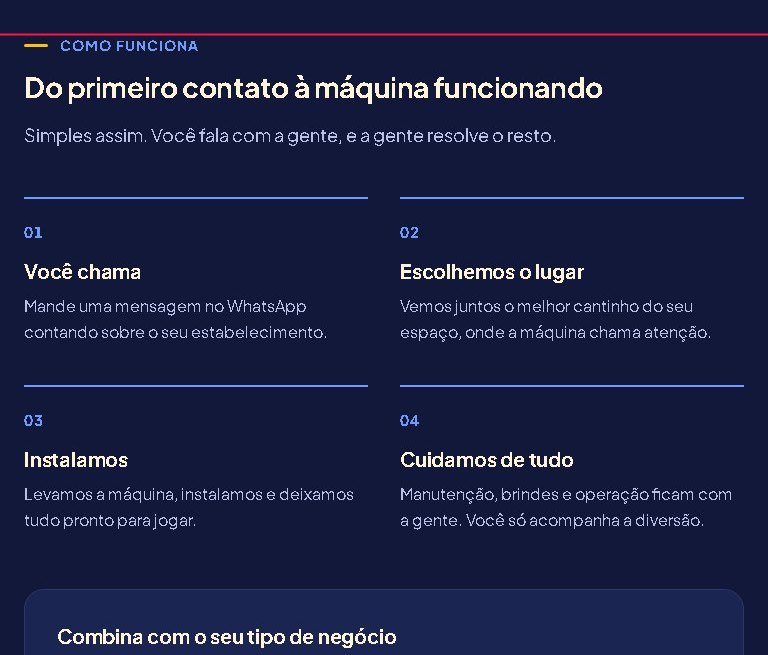 COMO FUNCIONA
Do primeiro contato à máquina funcionando
Simples assim. Você fala com a gente, e a gente resolve o resto.
01
Você chama
Mande uma mensagem no WhatsApp
contando sobre o seu estabelecimento.
02
Escolhemos o lugar
Vemos juntos o melhor cantinho do seu
espaço, onde a máquina chama atenção.
03
Instalamos
Levamos a máquina, instalamos e deixamos
tudo pronto para jogar.
04
Cuidamos de tudo
Manutenção, brindes e operação ficam com
a gente. Você só acompanha a diversão.
Combina com o seu tipo de negócio